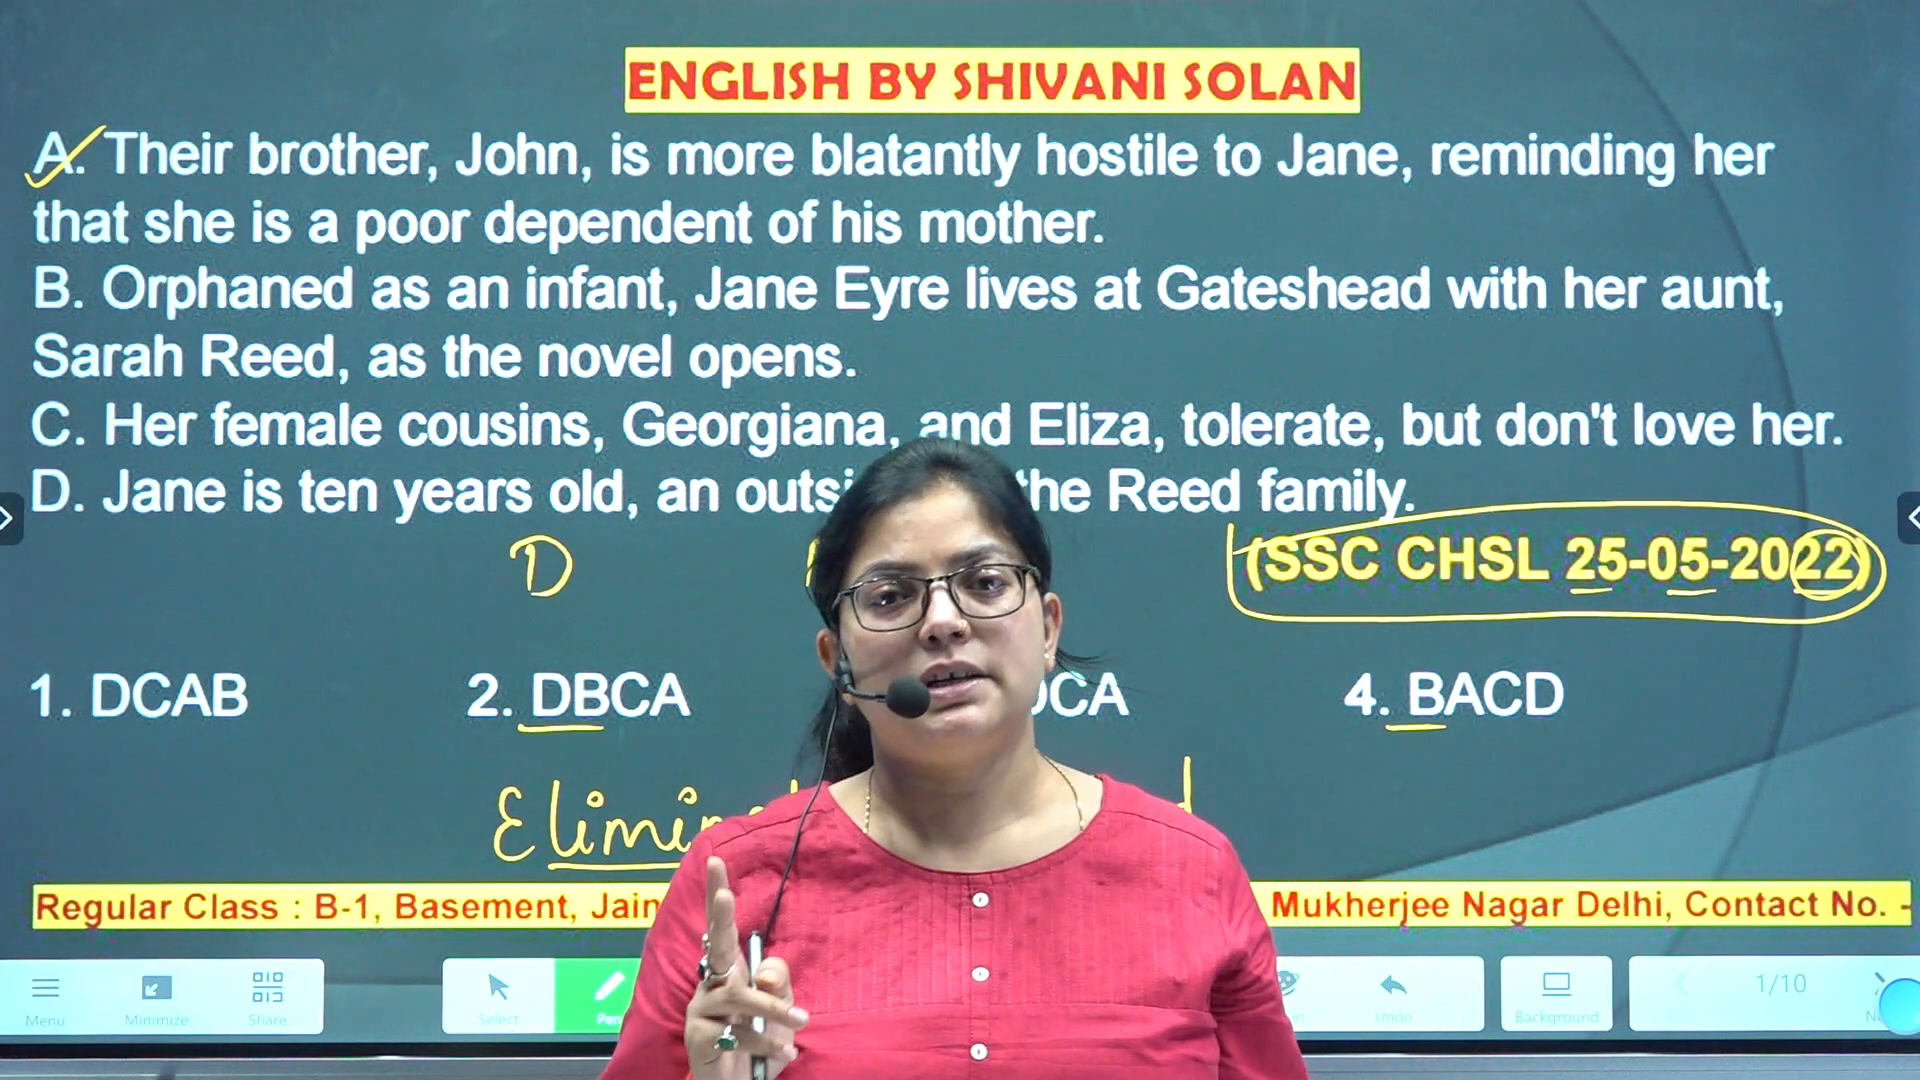 ENGLISH BY SHIVANI SOLAN
A. Their brother, John, is more blatantly hostile to Jane, reminding her
that she is a poor dependent of his mother.
B. Orphaned as an infant, Jane Eyre lives at Gateshead with her aunt,
Sarah Reed, as the novel opens.
C. Her female cousins, Georgiana, and Eliza, tolerate, but don't love her.
D. Jane is ten years old, an the Reed family.
D
(SSC CHSL 25-05-2022)
1. DCAB 2. DBCA 4. BACD
Regular Class : B-1, Basement, Jain Mukherjee Nagar Delhi, Contact No. -
Menu Minimize Share Select Pen Undo Background 1/10